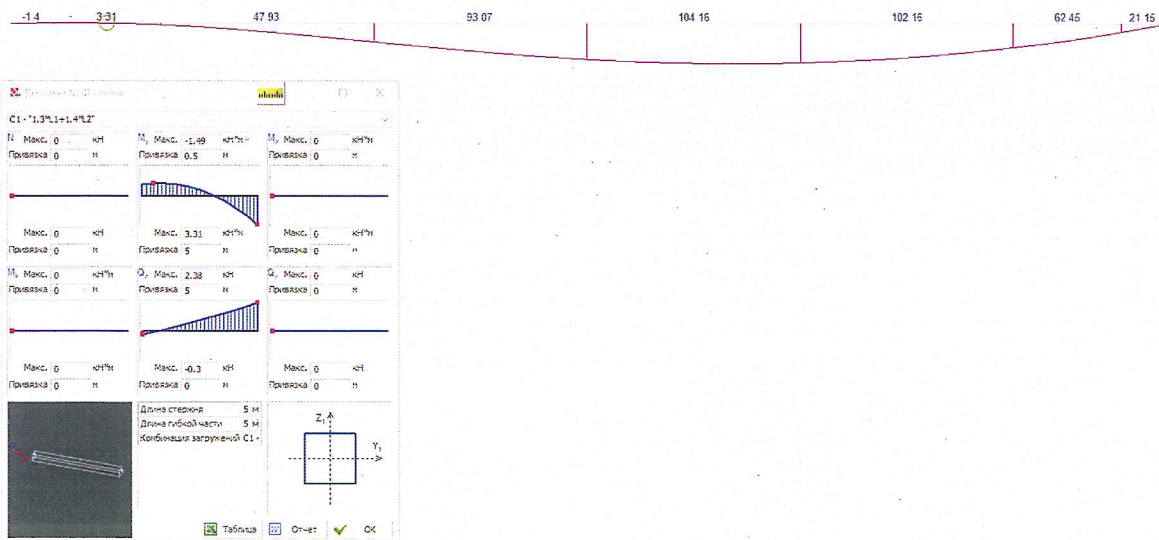 -1.4 - 3.31 47 93 93 07 104 16 102 16 62 45 21 15
C1 - "1.3*L1+1.4*L2"
N Макс. 0 кН
Привязка 0 м
Макс. 0 кН
Привязка 0 м
My Макс. -1.49 кН*м
Привязка 0.5 м
Макс. 3.31 кН*м
Привязка 5 м
Макс. 0 кН*м
Привязка 0 м
Макс. 0 кН*м
Привязка 0 м
Макс. 0 кН*м
Привязка 0 м
Макс. 0 кН*м
Привязка 0 м
Qz Макс. 2.38 кН
Привязка 5 м
Макс. -0.3 кН
Привязка 0 м
Макс. 0 кН
Привязка 0 м
Макс. 0 кН
Привязка 0 м
Длина стержня 5 м
Длина гибкой части 5 м
Комбинация загружений C1 -
Z1
Y1
Таблица Отчет OK